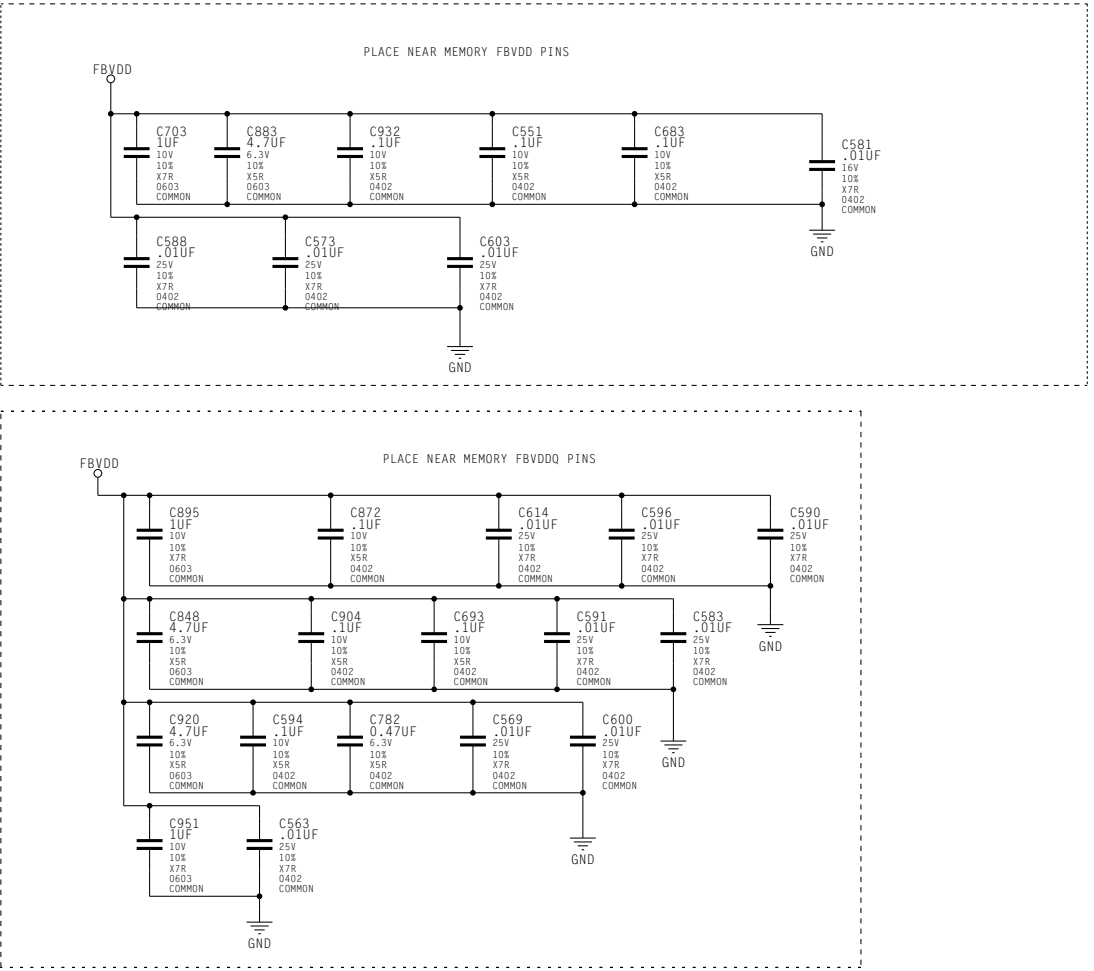 PLACE NEAR MEMORY FBVDD PINS
FBVDD
C703
1UF
10V
10%
X7R
0603
COMMON
C883
4.7UF
6.3V
10%
X5R
0603
COMMON
C932
.1UF
10V
10%
X5R
0402
COMMON
C551
.1UF
10V
10%
X5R
0402
COMMON
C683
.1UF
10V
10%
X5R
0402
COMMON
C581
.01UF
16V
10%
X7R
0402
COMMON
GND
C588
.01UF
25V
10%
X7R
0402
COMMON
C573
.01UF
25V
10%
X7R
0402
COMMON
C603
.01UF
25V
10%
X7R
0402
COMMON
GND
PLACE NEAR MEMORY FBVDDQ PINS
FBVDD
C895
1UF
10V
10%
X7R
0603
COMMON
C872
.1UF
10V
10%
X5R
0402
COMMON
C614
.01UF
25V
10%
X7R
0402
COMMON
C596
.01UF
25V
10%
X7R
0402
COMMON
C590
.01UF
25V
10%
X7R
0402
COMMON
GND
C848
4.7UF
6.3V
10%
X5R
0603
COMMON
C904
.1UF
10V
10%
X5R
0402
COMMON
C693
.1UF
10V
10%
X5R
0402
COMMON
C591
.01UF
25V
10%
X7R
0402
COMMON
C583
.01UF
25V
10%
X7R
0402
COMMON
GND
C920
4.7UF
6.3V
10%
X5R
0603
COMMON
C594
.1UF
10V
10%
X5R
0402
COMMON
C782
0.47UF
6.3V
10%
X5R
0402
COMMON
C569
.01UF
25V
10%
X7R
0402
COMMON
C600
.01UF
25V
10%
X7R
0402
COMMON
GND
C951
1UF
10V
10%
X7R
0603
COMMON
C563
.01UF
25V
10%
X7R
0402
COMMON
GND